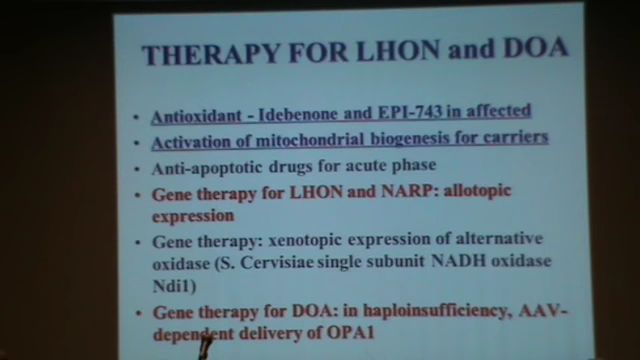 THERAPY FOR LHON and DOA
• Antioxidant - Idebenone and EPI-743 in affected
• Activation of mitochondrial biogenesis for carriers
• Anti-apoptotic drugs for acute phase
• Gene therapy for LHON and NARP: allotopic
expression
• Gene therapy: xenotopic expression of alternative
oxidase (S. Cervisiae single subunit NADH oxidase
Ndi1)
• Gene therapy for DOA: in haploinsufficiency, AAV-
dependent delivery of OPA1